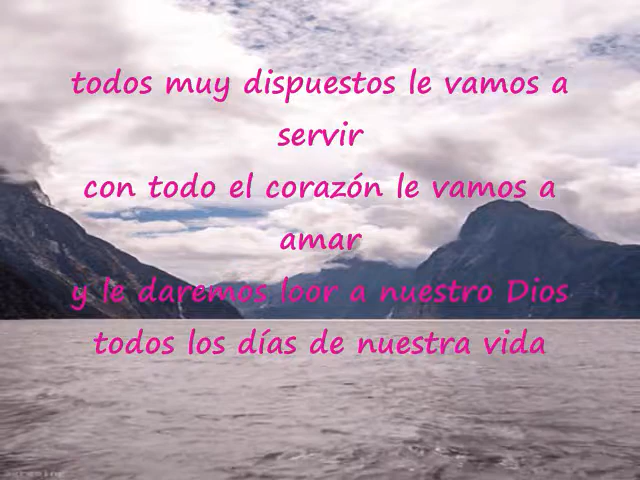 todos muy dispuestos le vamos a
servir
con todo el corazón le vamos a
amar
y le daremos loor a nuestro Dios
todos los días de nuestra vida